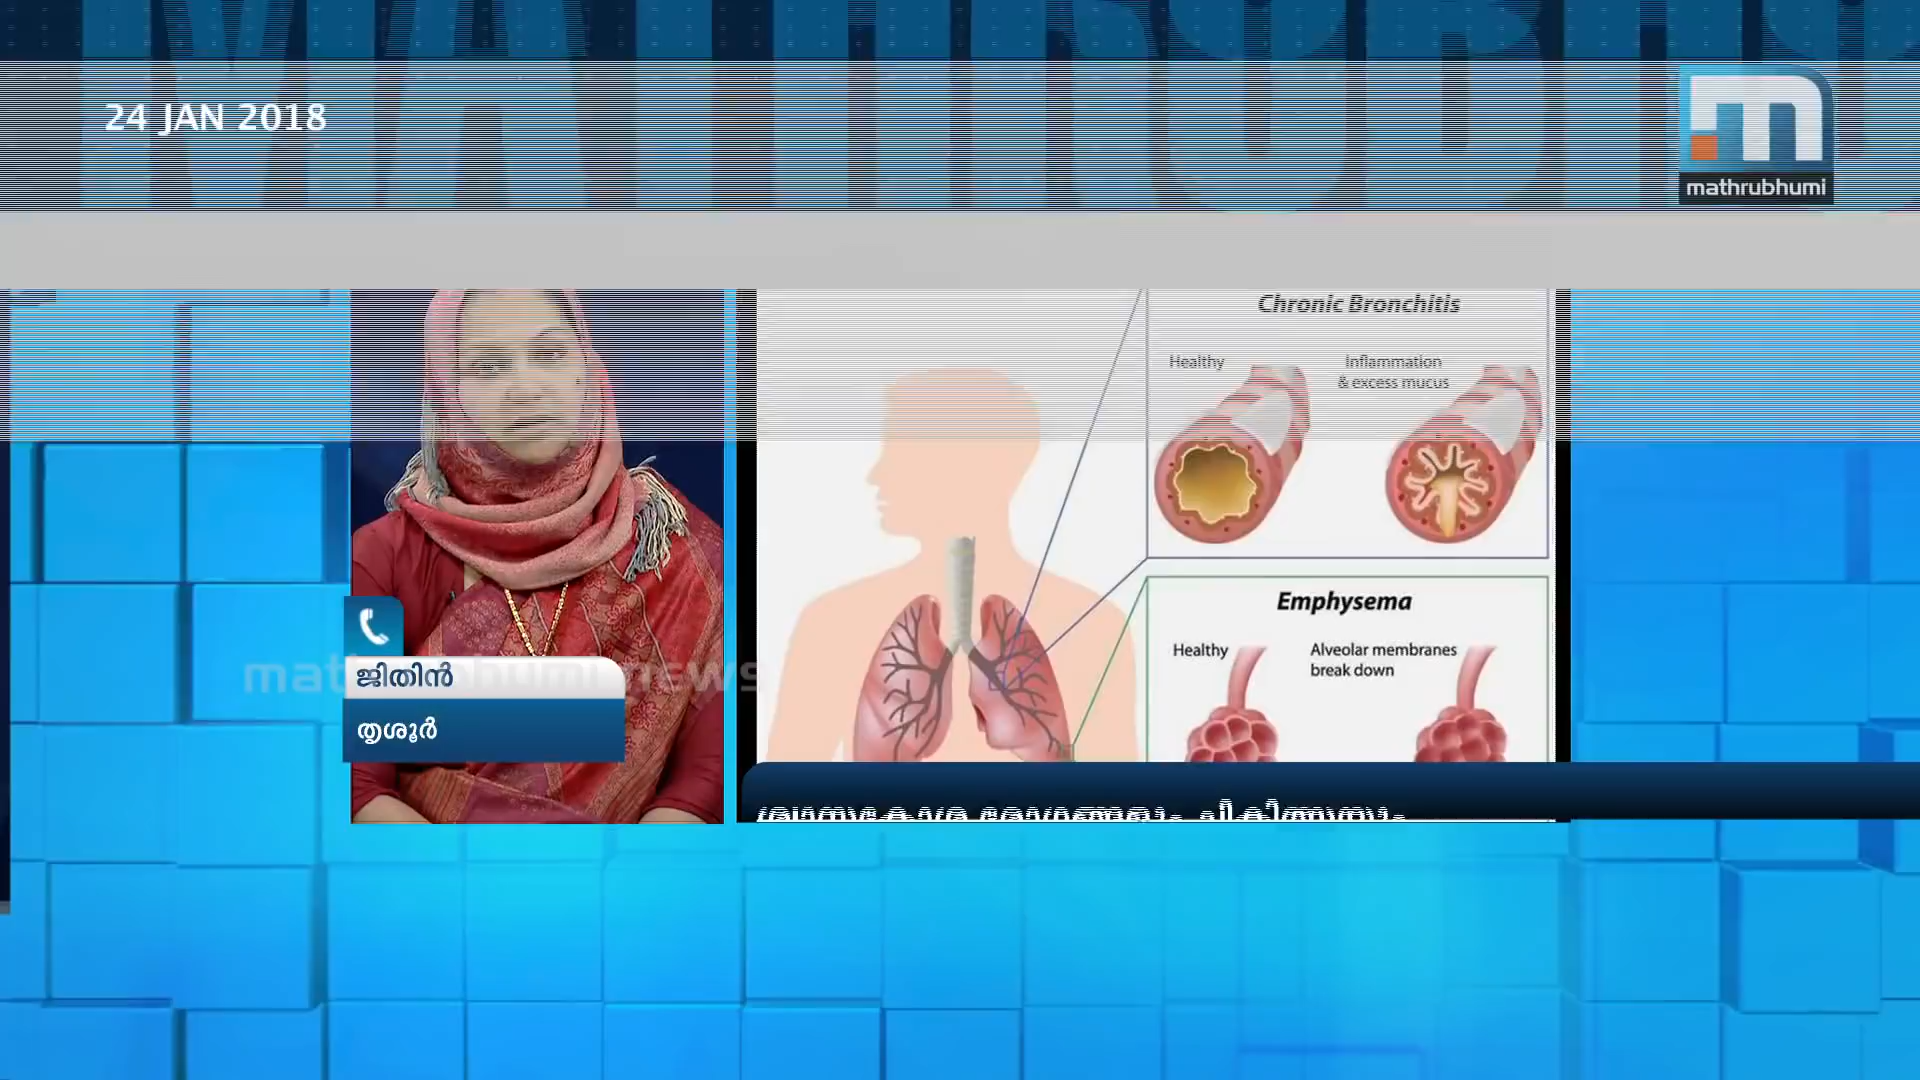 24 JAN 2018
mathrubhumi
Chronic Bronchitis
Healthy
Inflammation
& excess mucus
Emphysema
Healthy
Alveolar membranes
break down
ജിതിൻ
തൃശൂർ